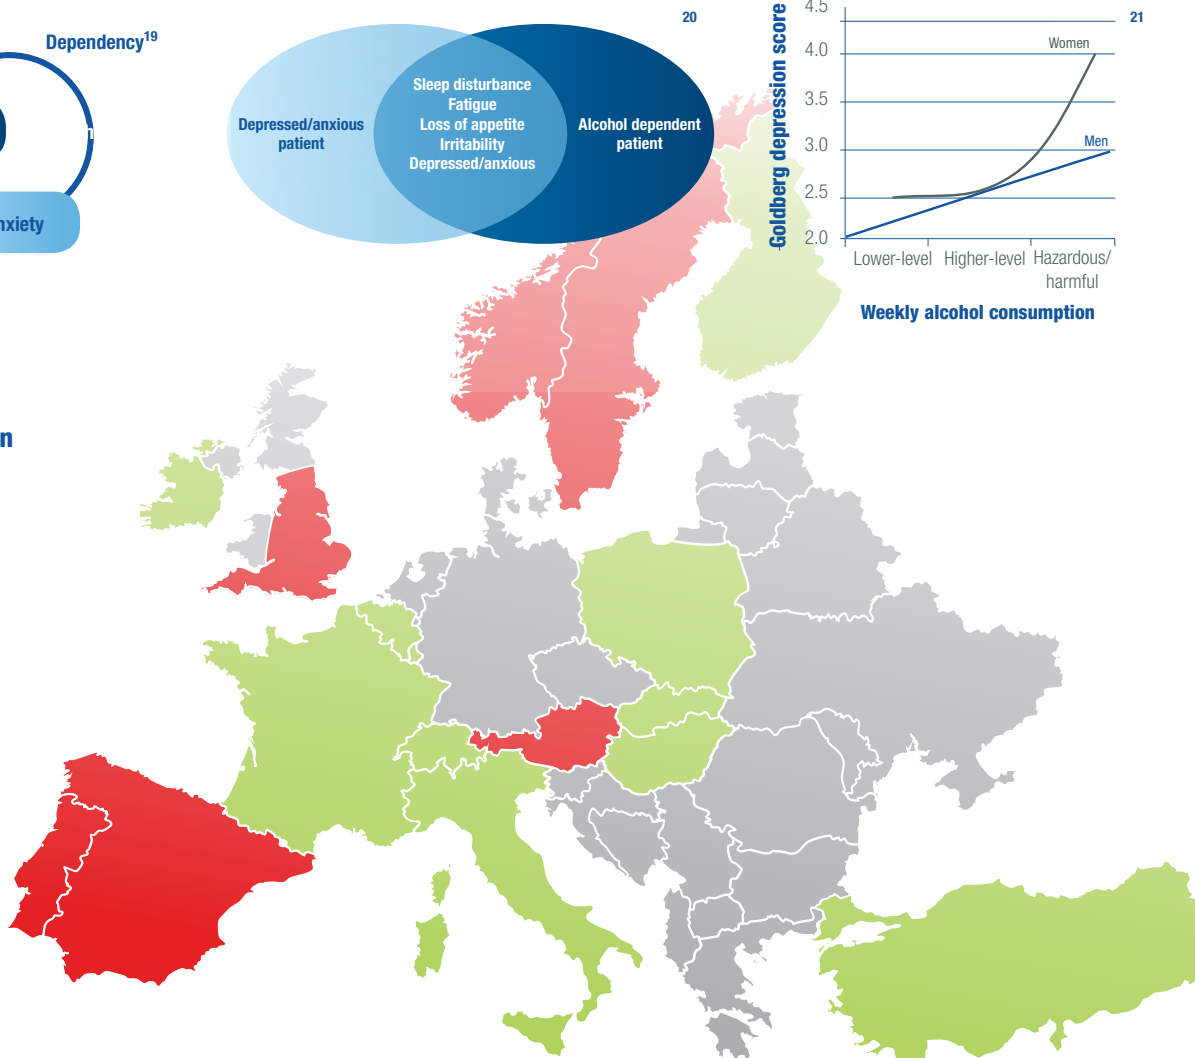 Dependency19
nxiety
n
n
20
Depressed/anxious
patient
Sleep disturbance
Fatigue
Loss of appetite
Irritability
Depressed/anxious
Alcohol dependent
patient
21
Goldberg depression score
4.5
4.0
3.5
3.0
2.5
2.0
Women
Men
Lower-level
Higher-level
Hazardous/
harmful
Weekly alcohol consumption